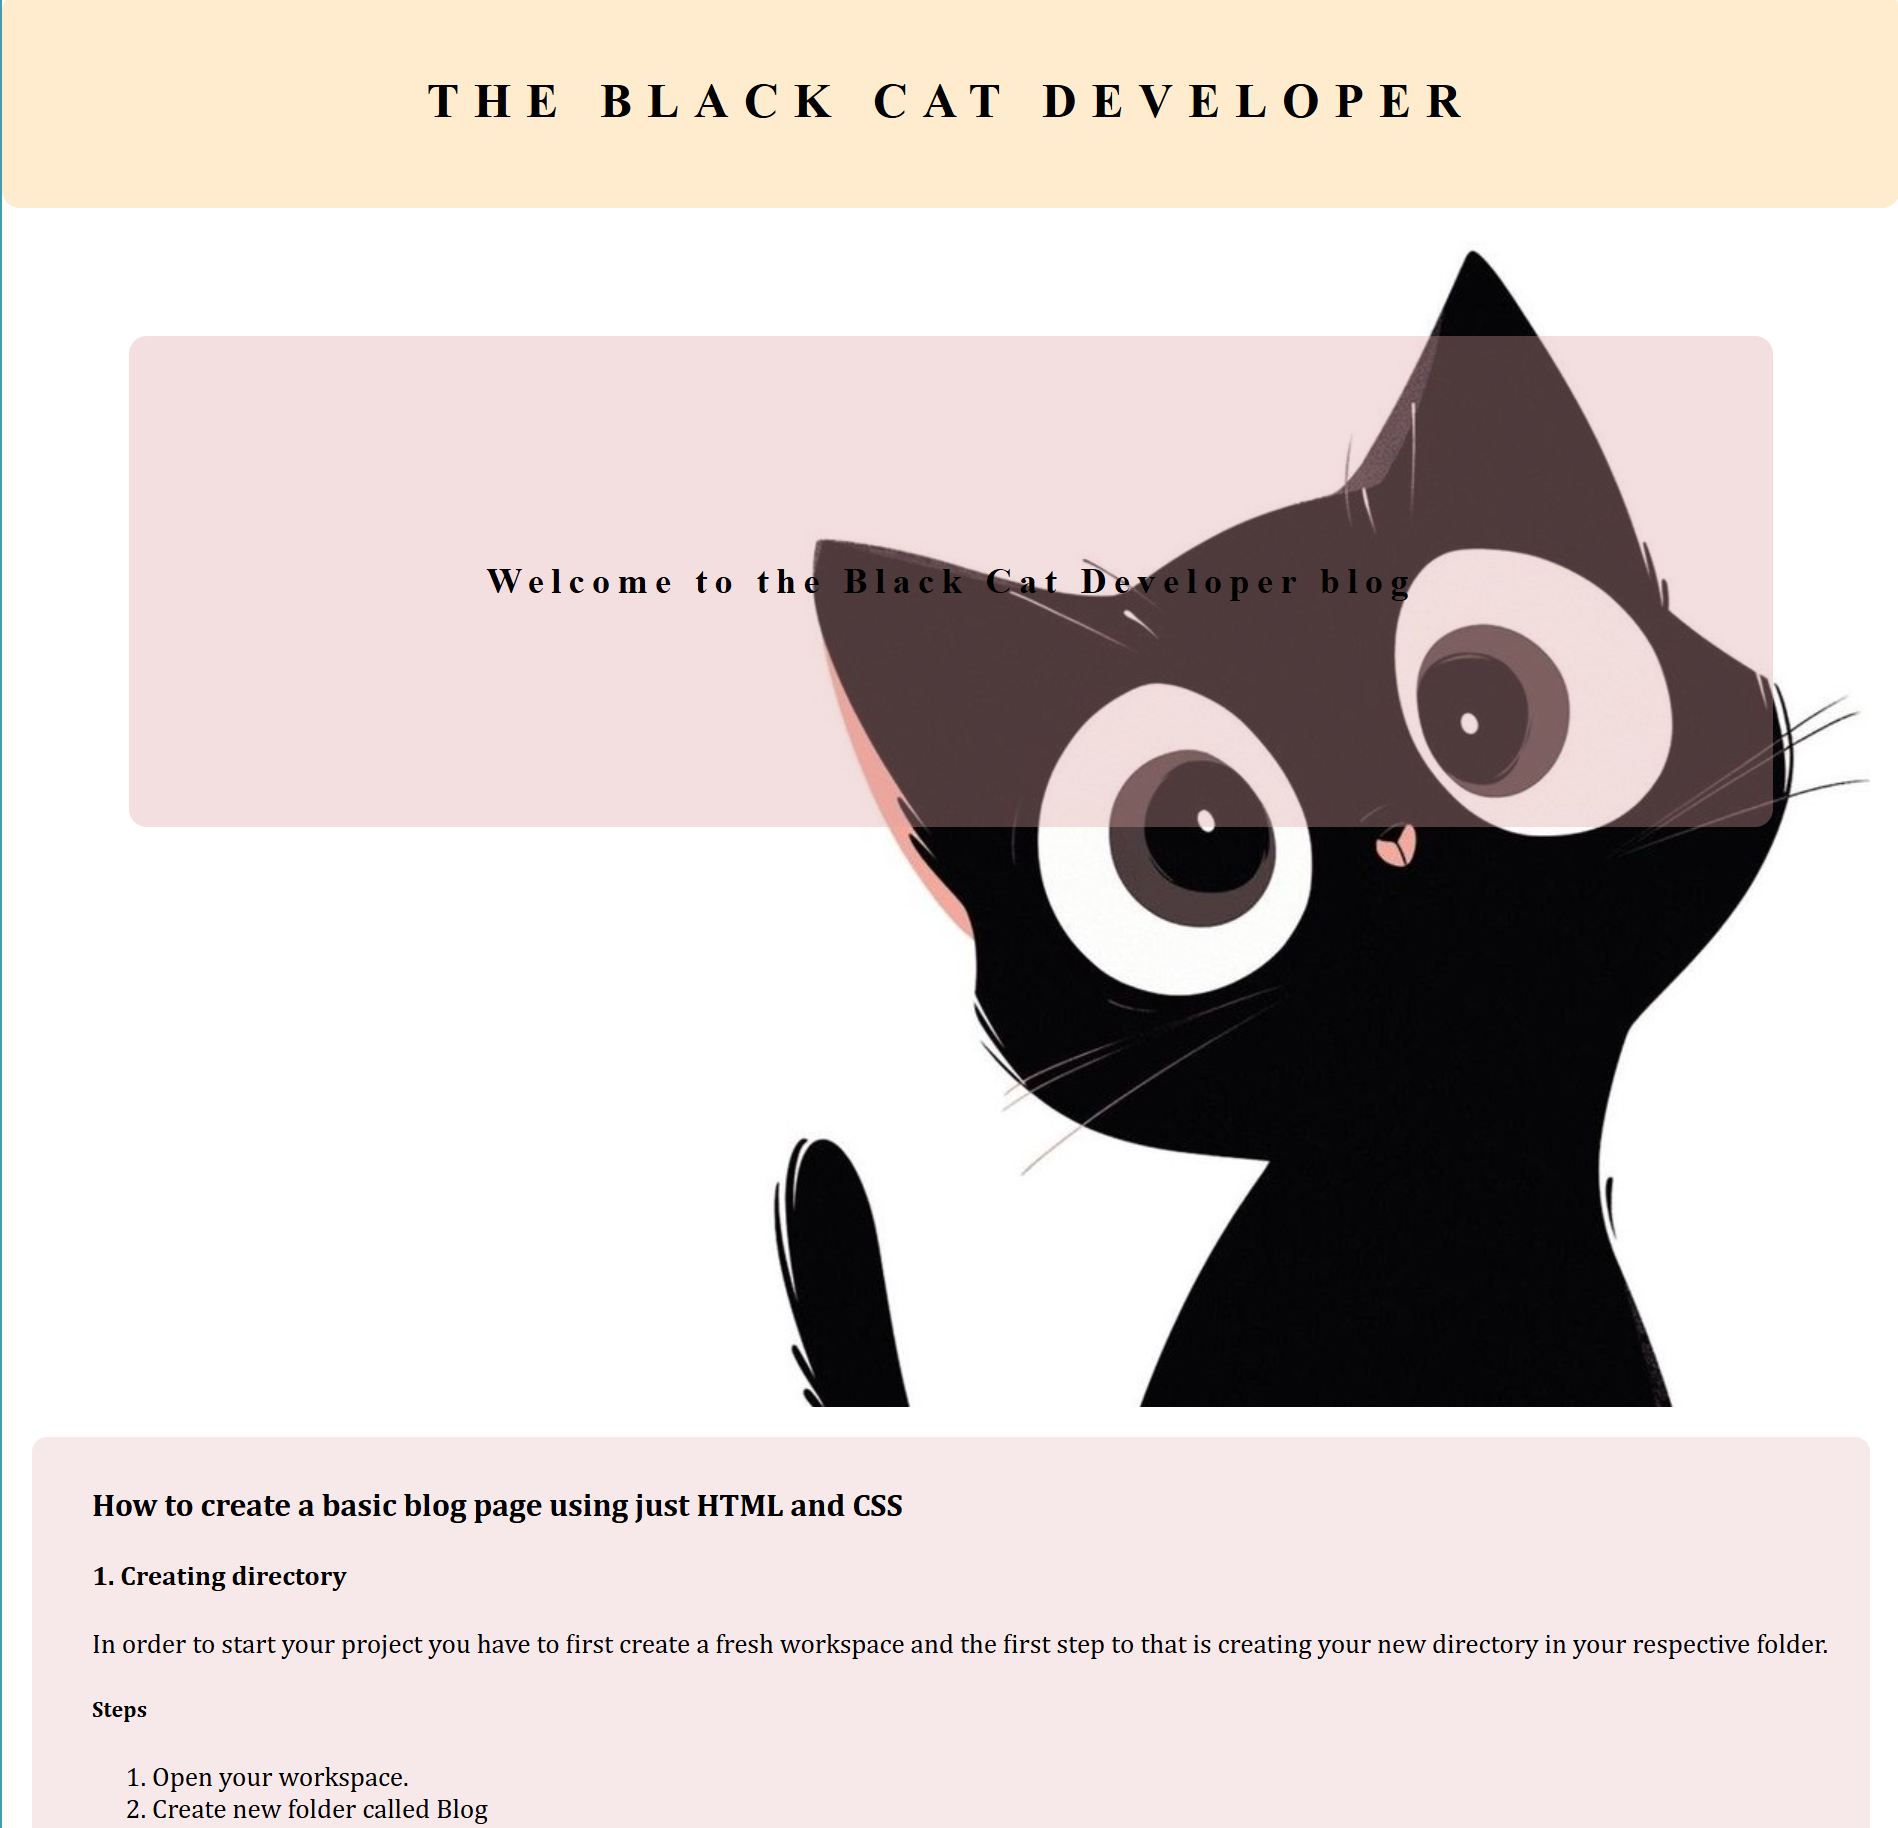 THE BLACK CAT DEVELOPER
Welcome to the Black Cat Developer blog
How to create a basic blog page using just HTML and CSS
1. Creating directory
In order to start your project you have to first create a fresh workspace and the first step to that is creating your new directory in your respective folder.
Steps
1. Open your workspace.
2. Create new folder called Blog